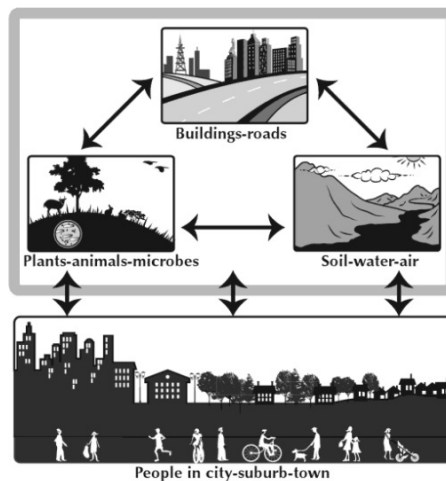 Buildings-roads
Plants-animals-microbes
Soil-water-air
People in city-suburb-town